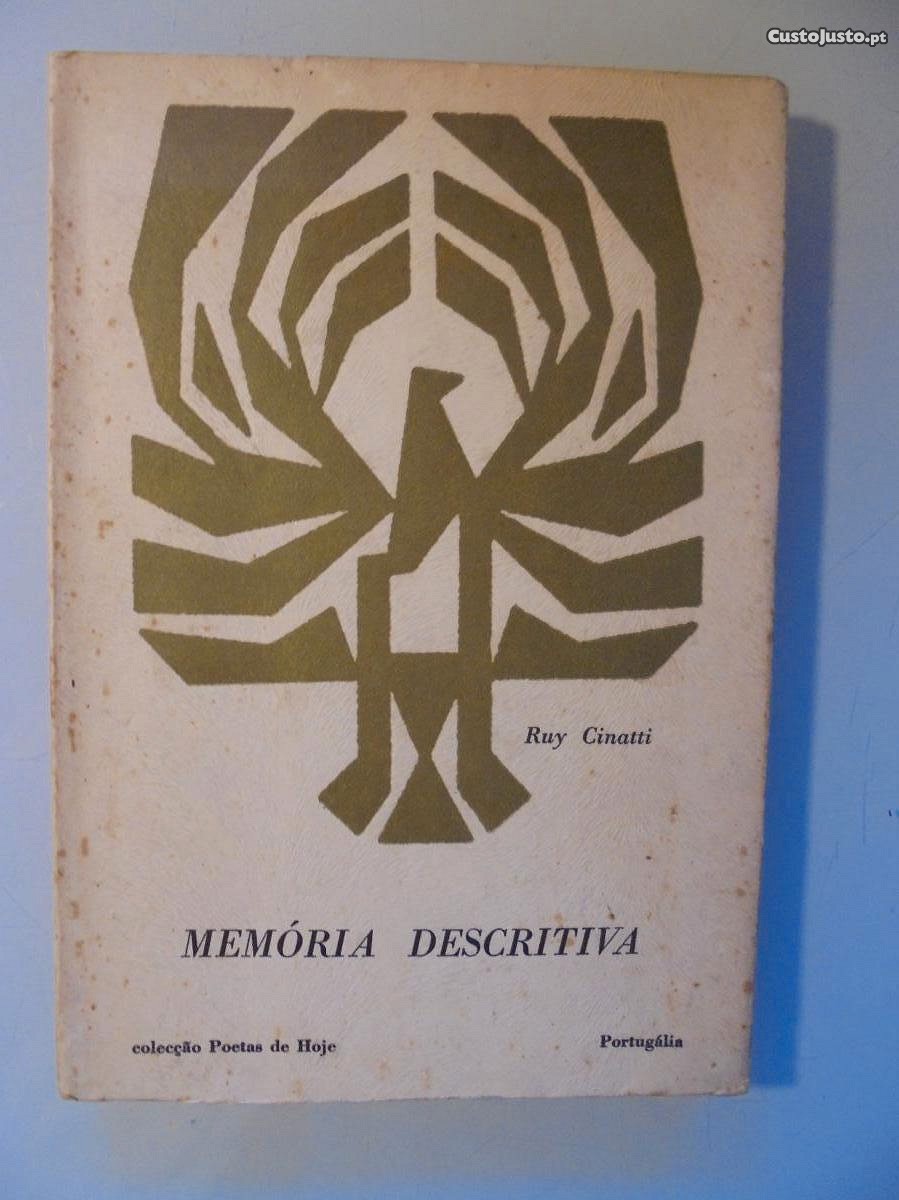 CustoJusto.pt
Ruy Cinatti
MEMÓRIA DESCRITIVA
colecção Poetas de Hoje
Portugália